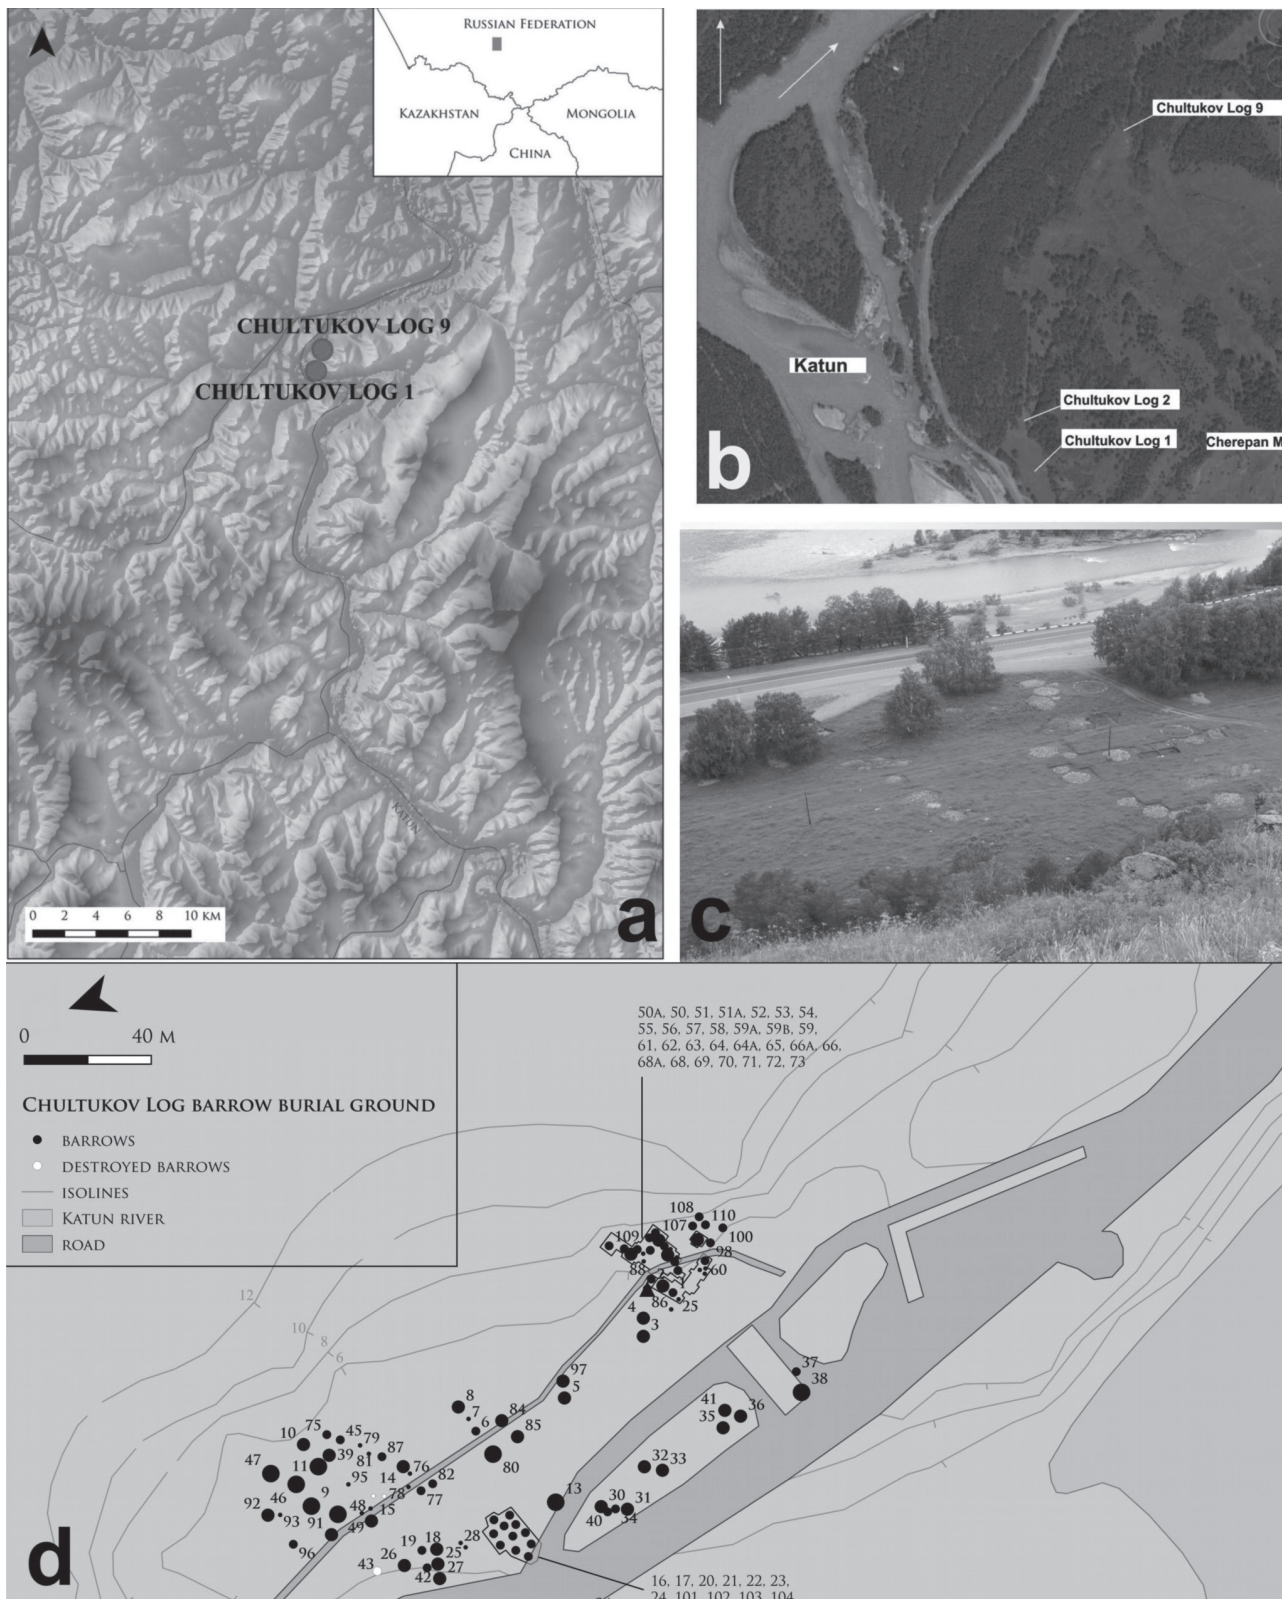 RUSSIAN FEDERATION
KAZAKHSTAN
MONGOLIA
CHINA
CHULTUKOV LOG 9
CHULTUKOV LOG 1
KATUN
0 2 4 6 8 10 KM
a
Chultukov Log 9
Katun
Chultukov Log 2
Chultukov Log 1
Cherepan M
b
c
0 40 M
CHULTUKOV LOG BARROW BURIAL GROUND
BARROWS
DESTROYED BARROWS
ISOLINES
KATUN RIVER
ROAD
50A, 50, 51, 51A, 52, 53, 54,
55, 56, 57, 58, 59A, 59B, 59,
61, 62, 63, 64, 64A, 65, 66A, 66,
68A, 68, 69, 70, 71, 72, 73
108
110
107
109
100
98
88
2
60
1
86
25
4
3
12
10
8
6
97
5
37
38
8
7
6
84
85
80
41
36
35
75
45
10
79
39
81
87
47
11
76
14
95
82
78
77
46
9
48
15
92
93
91
49
96
32
33
13
30
31
40
34
19
18
28
26
25
43
27
42
16, 17, 20, 21, 22, 23,
24, 101, 102, 103, 104
d